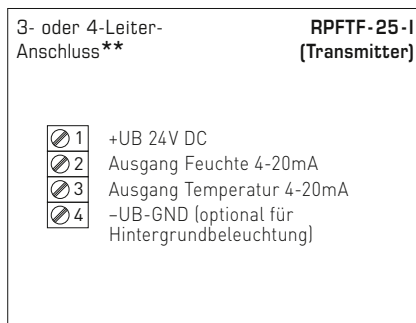 3- oder 4-Leiter-
Anschluss**
RPFTF-25-I
(Transmitter)
1 +UB 24V DC
2 Ausgang Feuchte 4-20mA
3 Ausgang Temperatur 4-20mA
4 –UB-GND (optional für
Hintergrundbeleuchtung)